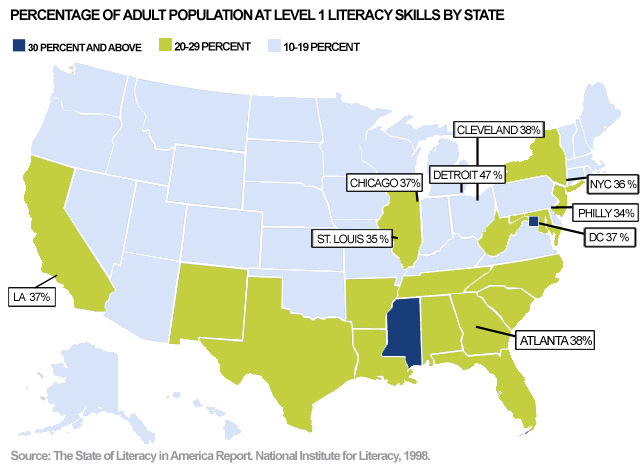 PERCENTAGE OF ADULT POPULATION AT LEVEL 1 LITERACY SKILLS BY STATE
30 PERCENT AND ABOVE
20-29 PERCENT
10-19 PERCENT
CLEVELAND 38%
DETROIT 47 %
CHICAGO 37%
NYC 36 %
PHILLY 34%
ST. LOUIS 35 %
DC 37 %
LA 37%
ATLANTA 38%
Source: The State of Literacy in America Report. National Institute for Literacy, 1998.